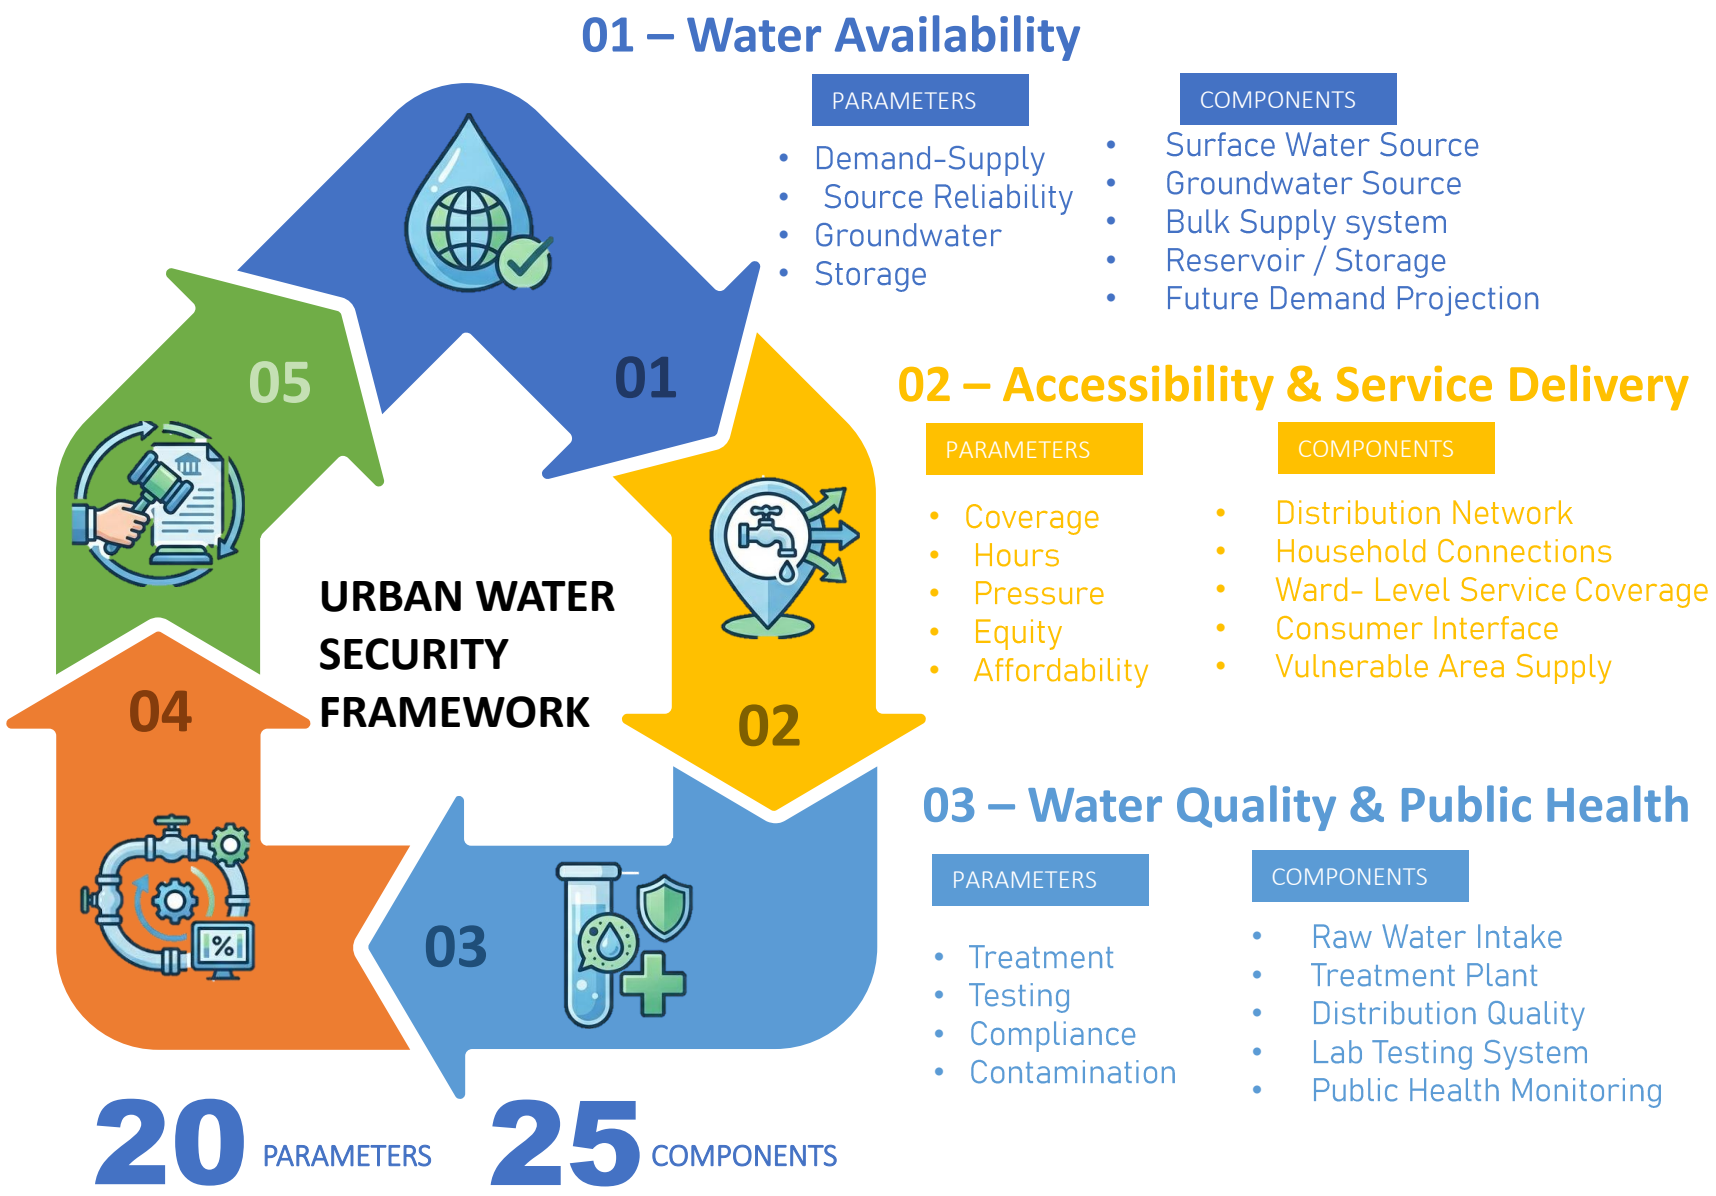 01 – Water Availability
PARAMETERS
• Demand-Supply
• Source Reliability
• Groundwater
• Storage
COMPONENTS
• Surface Water Source
• Groundwater Source
• Bulk Supply system
• Reservoir / Storage
• Future Demand Projection
02 – Accessibility & Service Delivery
PARAMETERS
• Coverage
• Hours
• Pressure
• Equity
• Affordability
COMPONENTS
• Distribution Network
• Household Connections
• Ward- Level Service Coverage
• Consumer Interface
• Vulnerable Area Supply
03 – Water Quality & Public Health
PARAMETERS
• Treatment
• Testing
• Compliance
• Contamination
COMPONENTS
• Raw Water Intake
• Treatment Plant
• Distribution Quality
• Lab Testing System
• Public Health Monitoring
01
02
03
%
04
05
URBAN WATER
SECURITY
FRAMEWORK
20 PARAMETERS
25 COMPONENTS